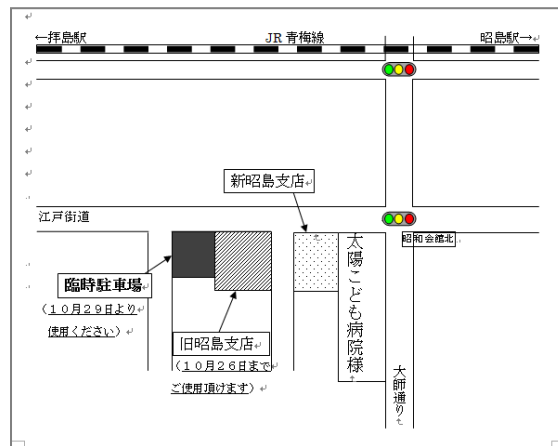 ←拝島駅
JR 青梅線
昭島駅→
新昭島支店
江戸街道
昭和会館北
臨時駐車場
(10月29日より
使用ください)
太陽こども病院様
旧昭島支店
(10月26日まで
ご使用頂けます)
大師通り